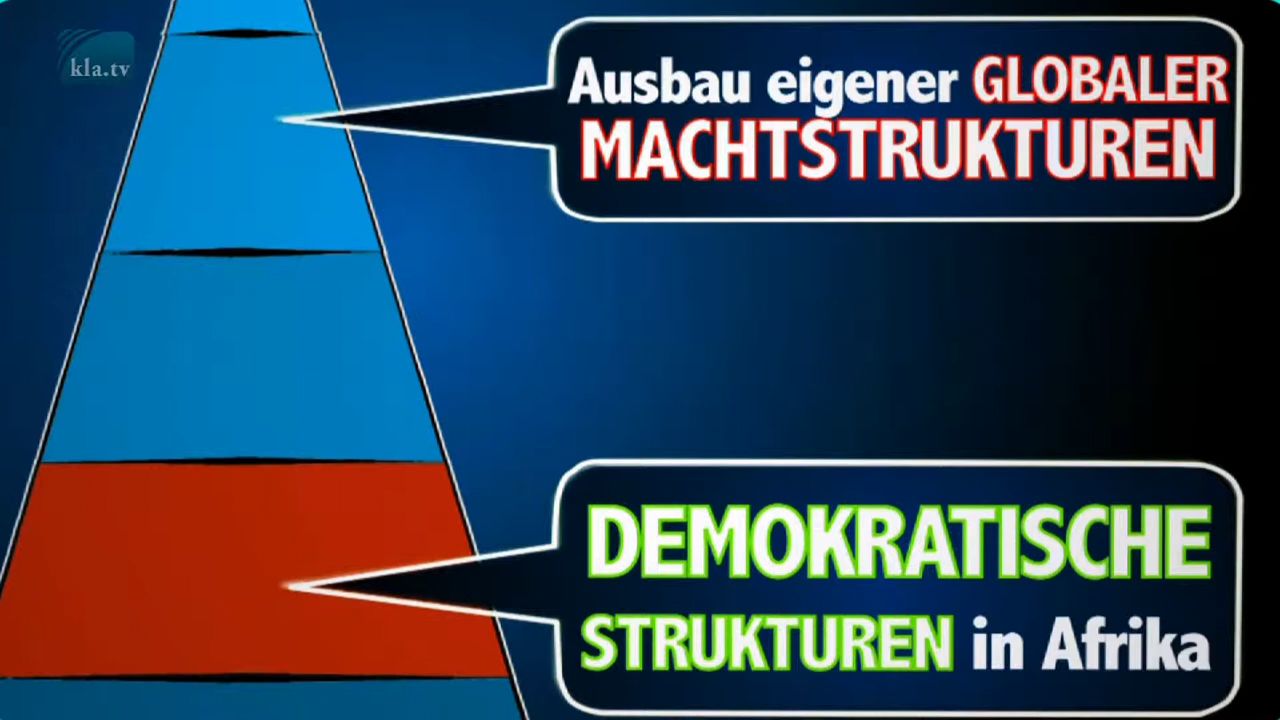 kla.tv
Ausbau eigener GLOBALER
MACHTSTRUKTUREN
DEMOKRATISCHE
STRUKTUREN in Afrika